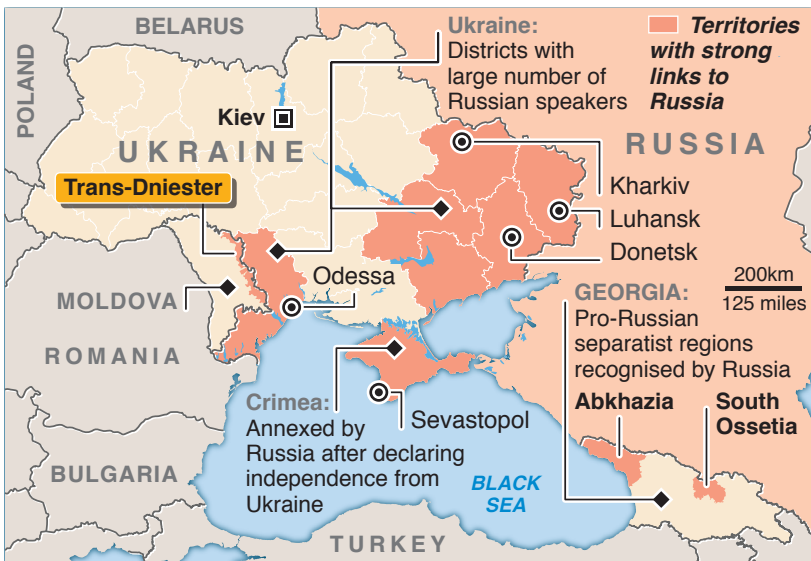 BELARUS
POLAND
Ukraine:
Districts with
large number of
Russian speakers
Territories
with strong
links to
Russia
Kiev
UKRAINE
RUSSIA
Trans-Dniester
Kharkiv
Luhansk
Donetsk
Odessa
MOLDOVA
ROMANIA
200km
125 miles
GEORGIA:
Pro-Russian
separatist regions
recognised by Russia
Abkhazia
South
Ossetia
Crimea:
Annexed by
Russia after declaring
independence from
Ukraine
Sevastopol
BULGARIA
BLACK
SEA
TURKEY